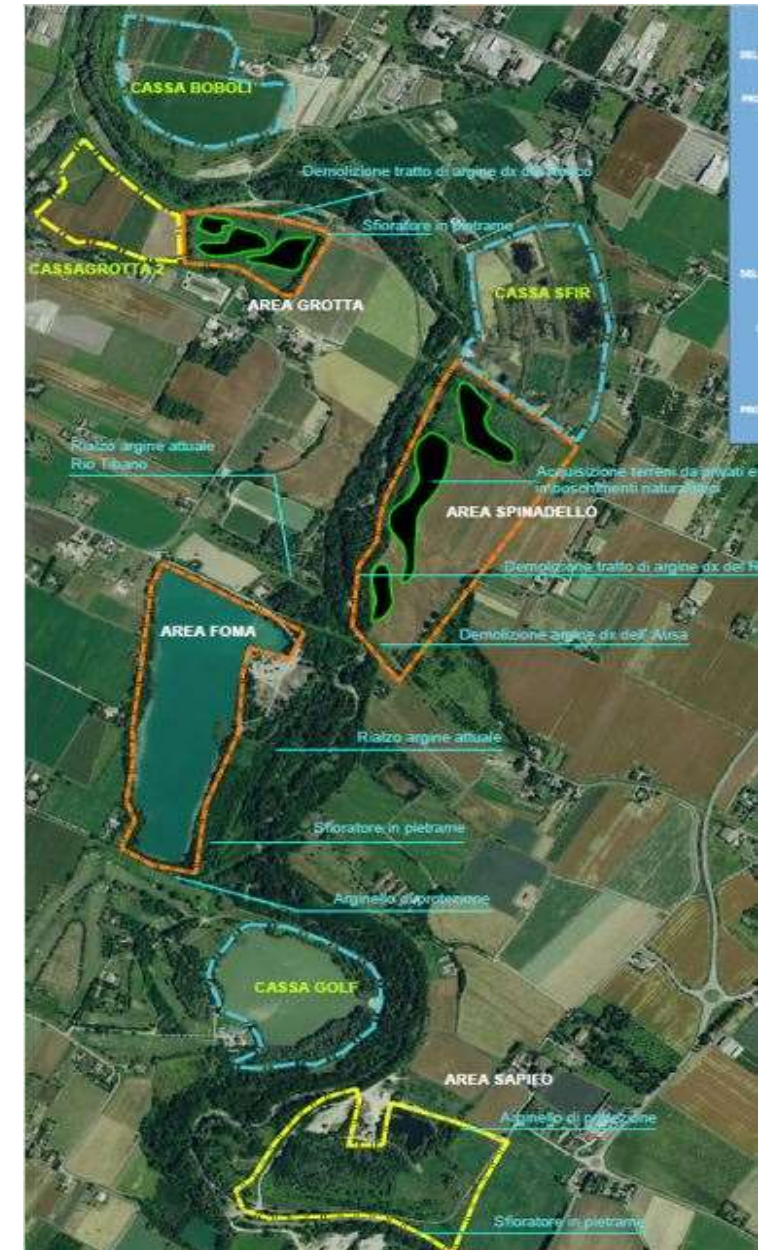 CASSA BOBOLI
Demolizione tratto di argine dx del
Sfioratore in pietrame
CASSAGROTTA 2
AREA GROTTA
CASSA SFIR
Rialzo argine attuale
Rio Tibano
Acquisizione terreni da privati e
imboschimenti naturalistici
AREA SPINADELLO
Demolizione tratto di argine dx del R
AREA FOMA
Demolizione argine dx dell' Ausa
Rialzo argine attuale
Sfioratore in pietrame
Arginello di protezione
CASSA GOLF
AREA SAPIFO
Arginello di protezione
Sfioratore in pietrame